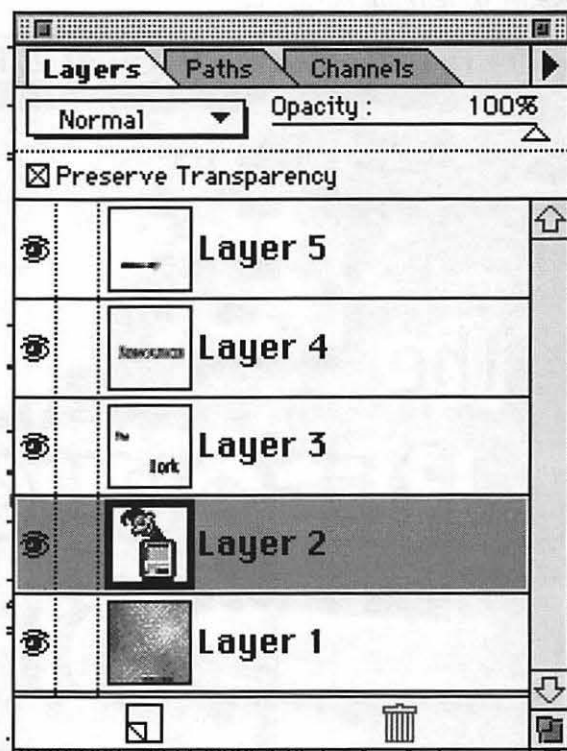 Layers Paths Channels
Normal Opacity : 100%
Preserve Transparency
Layer 5
Layer 4
Layer 3
The
Layer 2
Layer 1